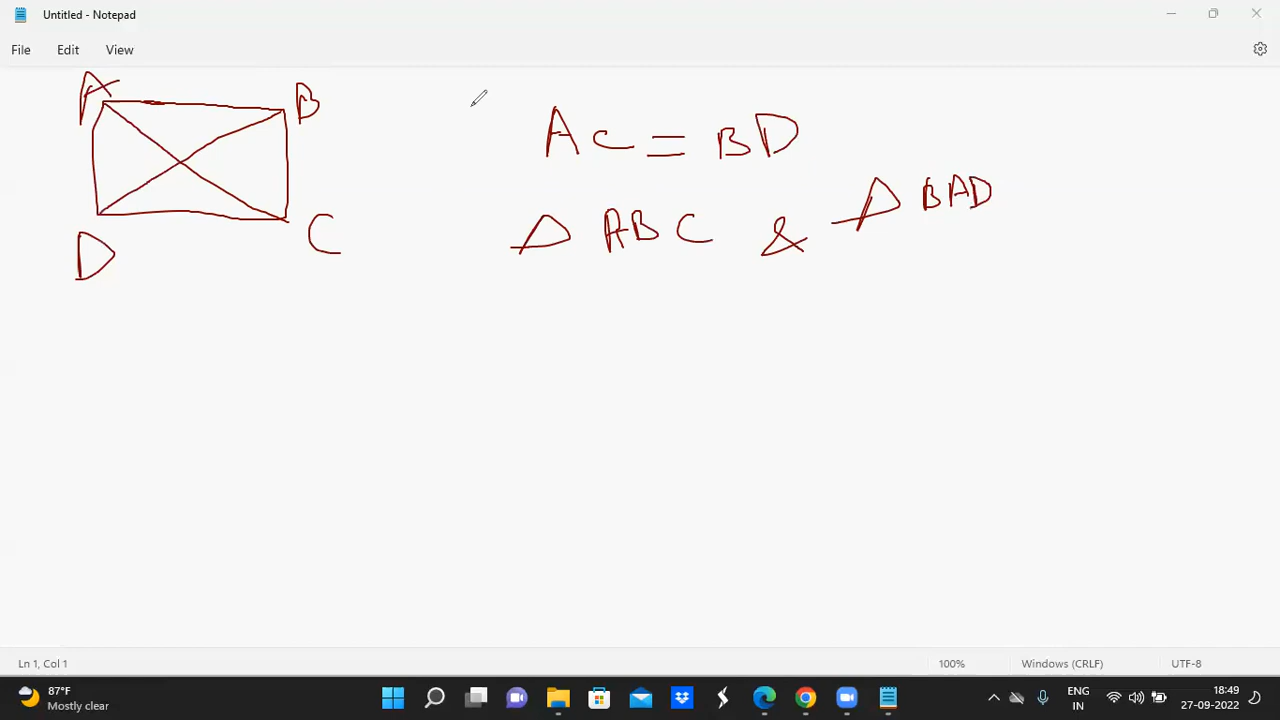 Untitled - Notepad
File Edit View
A B
D C
AC = BD
Δ ABC & Δ BAD
Ln 1, Col 1 100% Windows (CRLF) UTF-8
87°F
Mostly clear
ENG
IN
18:49
27-09-2022